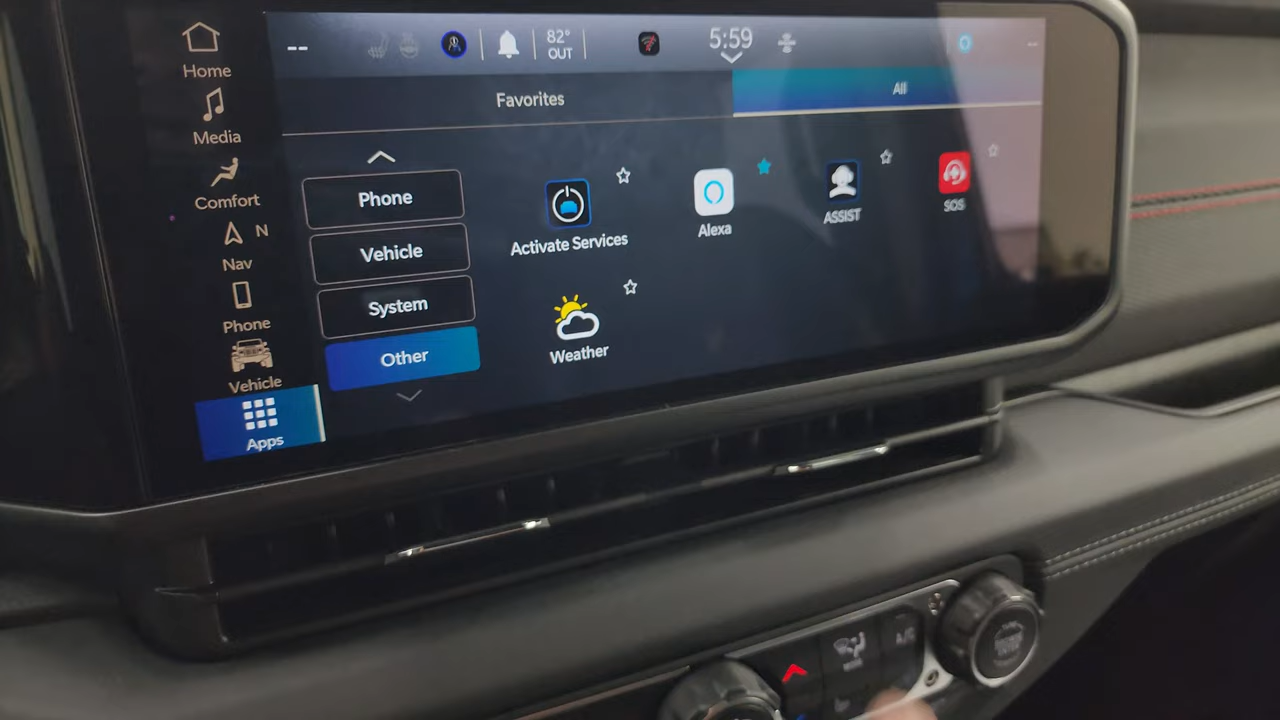 Home
Media
Comfort
N
Nav
Phone
Vehicle
Apps
--
82°
OUT
5:59
--
Favorites
All
Phone
Vehicle
System
Other
Activate Services
Alexa
ASSIST
SOS
Weather
A/C